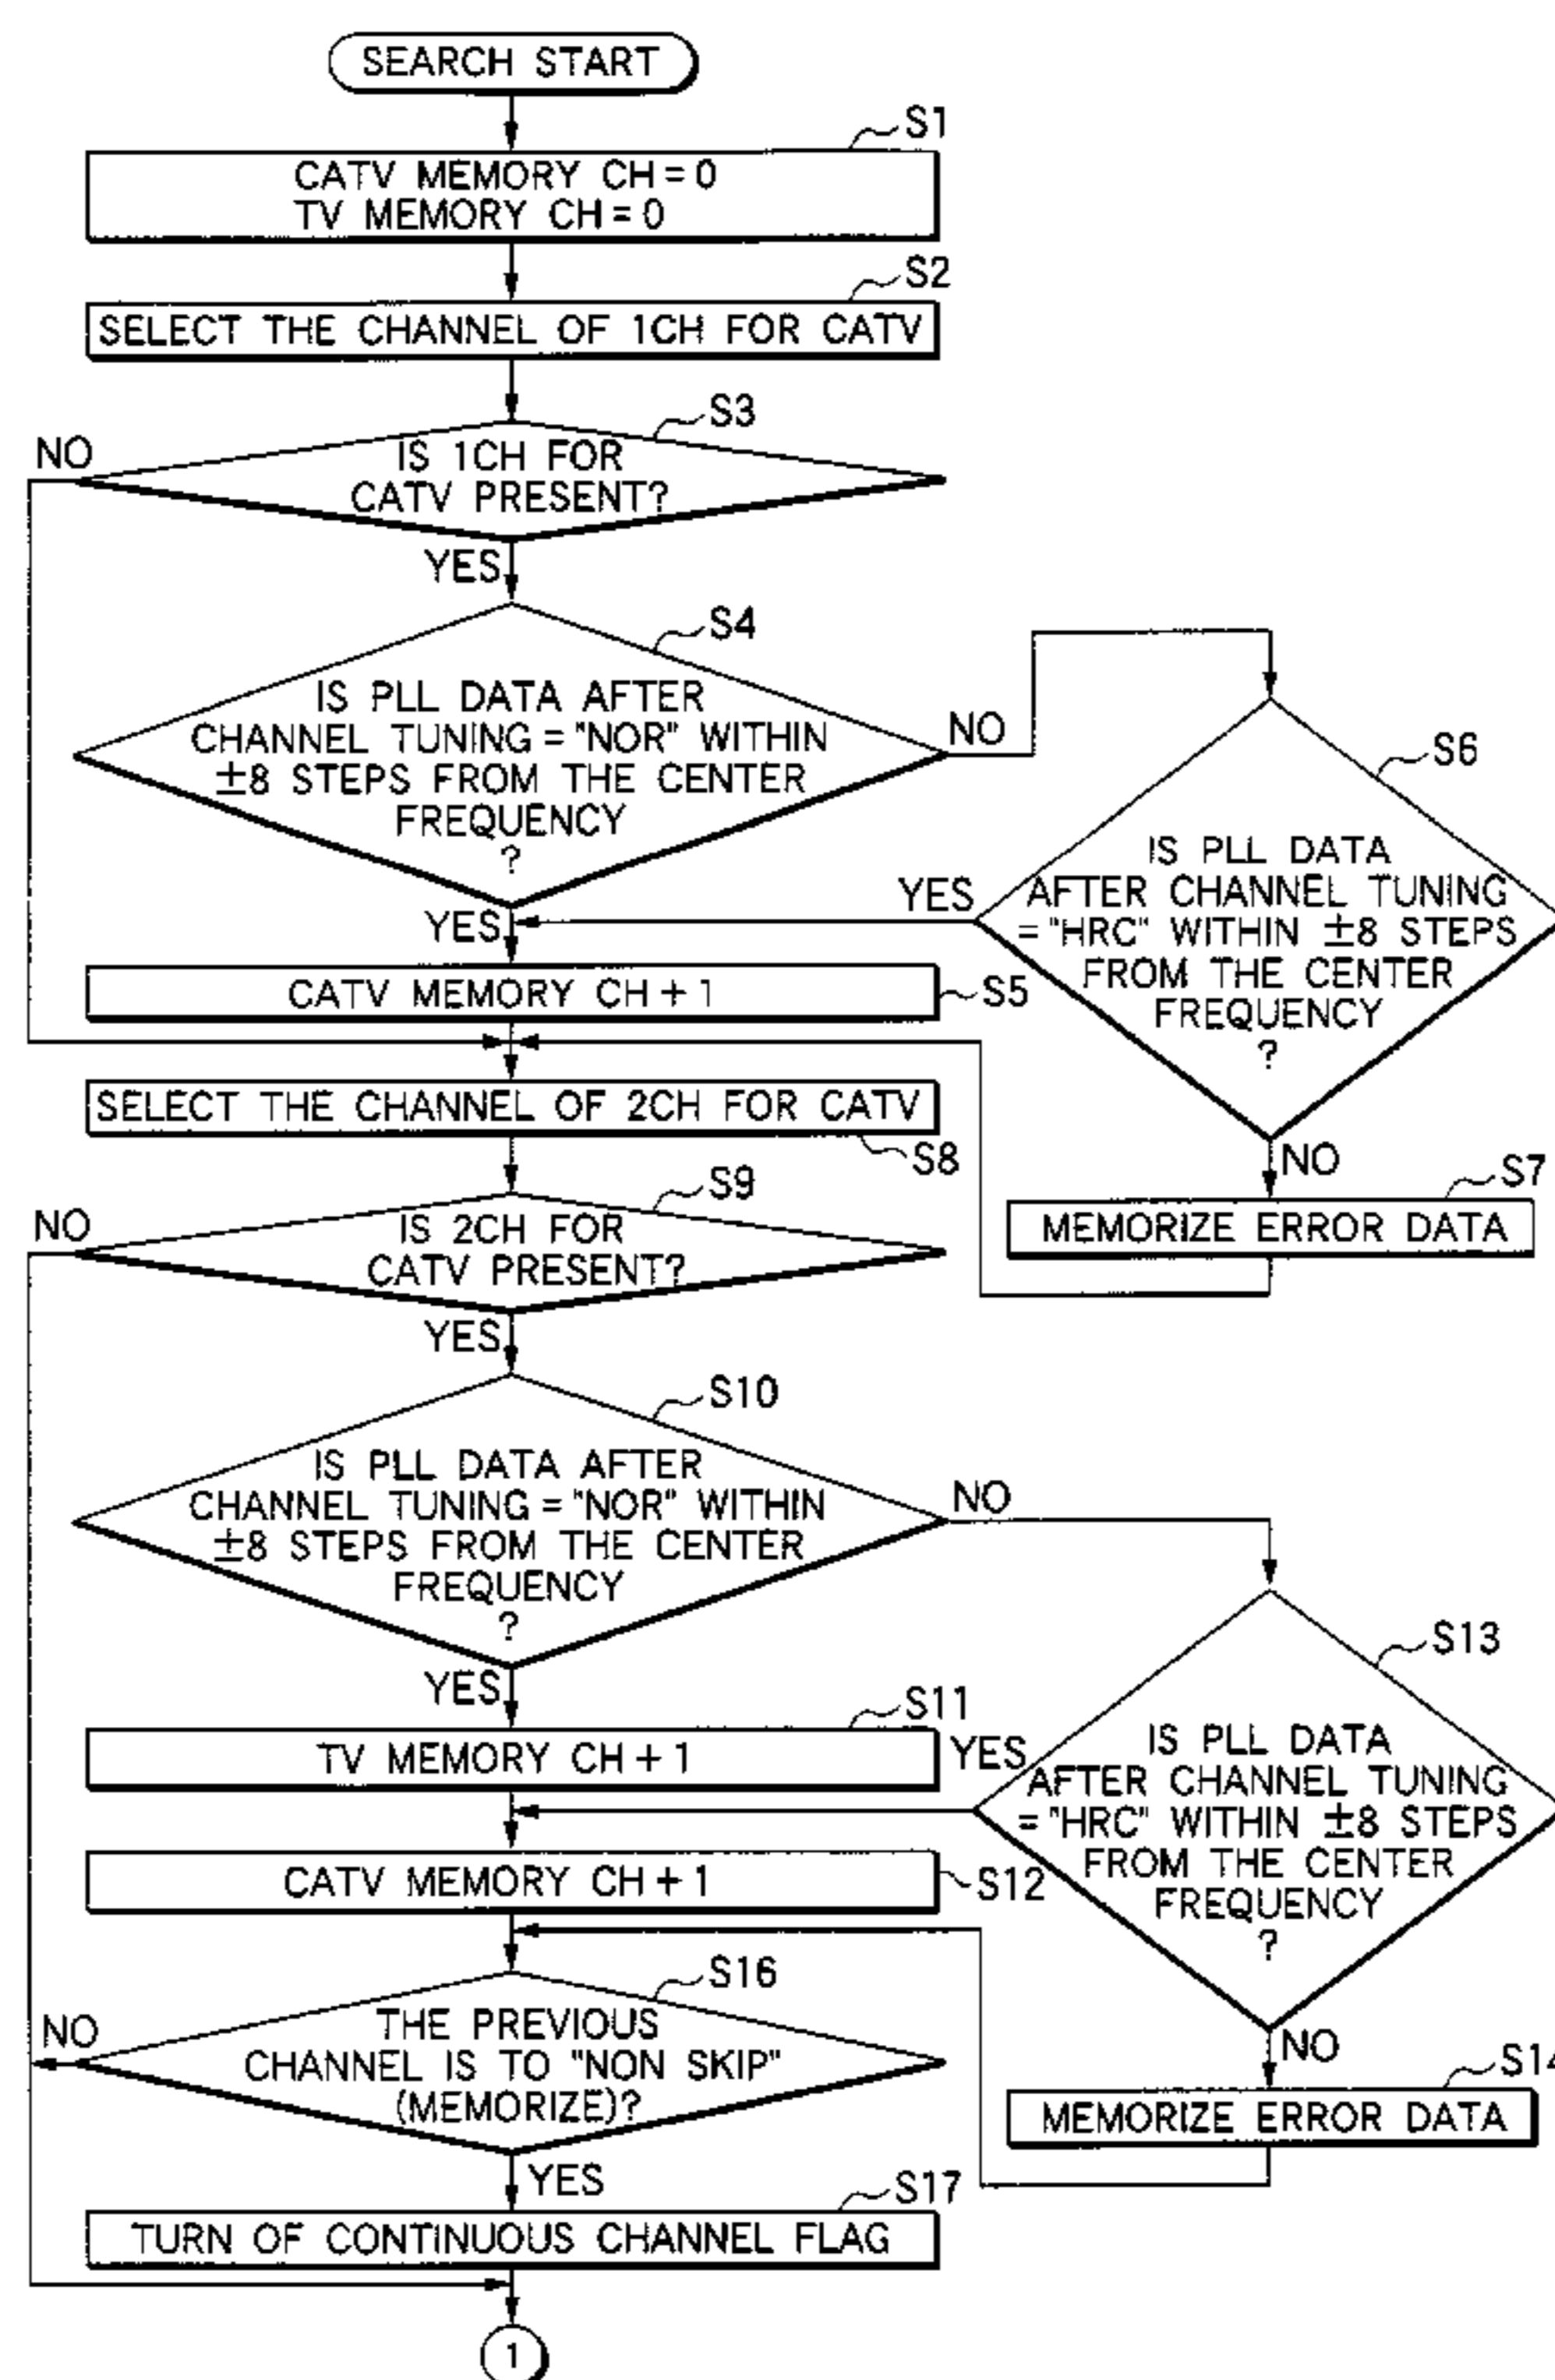 SEARCH START
S1
CATV MEMORY CH=0
TV MEMORY CH=0
S2
SELECT THE CHANNEL OF 1CH FOR CATV
S3
NO
IS 1CH FOR
CATV PRESENT?
YES
S4
IS PLL DATA AFTER
CHANNEL TUNING="NOR" WITHIN
±8 STEPS FROM THE CENTER
FREQUENCY
?
NO
S6
IS PLL DATA
AFTER CHANNEL TUNING
="HRC" WITHIN ±8 STEPS
FROM THE CENTER
FREQUENCY
?
YES
YES
CATV MEMORY CH+1
S5
SELECT THE CHANNEL OF 2CH FOR CATV
S8
NO
S7
MEMORIZE ERROR DATA
S9
NO
IS 2CH FOR
CATV PRESENT?
YES
S10
IS PLL DATA AFTER
CHANNEL TUNING="NOR" WITHIN
±8 STEPS FROM THE CENTER
FREQUENCY
?
NO
YES
S11
TV MEMORY CH+1
S13
IS PLL DATA
AFTER CHANNEL TUNING
="HRC" WITHIN ±8 STEPS
FROM THE CENTER
FREQUENCY
?
YES
CATV MEMORY CH+1
S12
S16
NO
THE PREVIOUS
CHANNEL IS TO "NON SKIP"
(MEMORIZE)?
NO
S14
MEMORIZE ERROR DATA
YES
S17
TURN OF CONTINUOUS CHANNEL FLAG
1